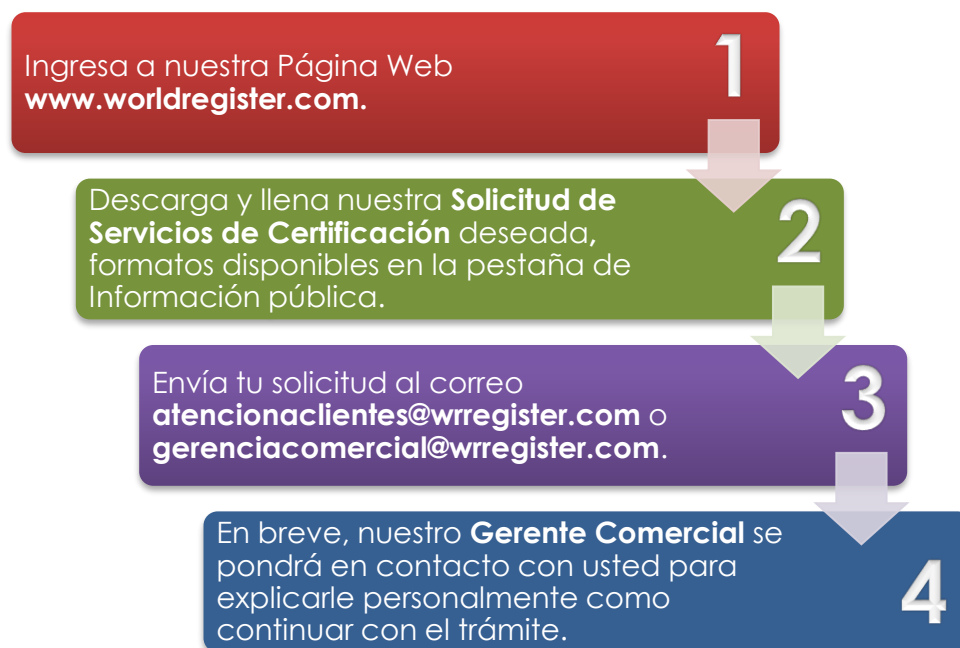 Ingresa a nuestra Página Web
www.worldregister.com.
1
Descarga y llena nuestra Solicitud de
Servicios de Certificación deseada,
formatos disponibles en la pestaña de
Información pública.
2
Envía tu solicitud al correo
atencionaclientes@wrregister.com o
gerenciacomercial@wrregister.com.
3
En breve, nuestro Gerente Comercial se
pondrá en contacto con usted para
explicarle personalmente como
continuar con el trámite.
4